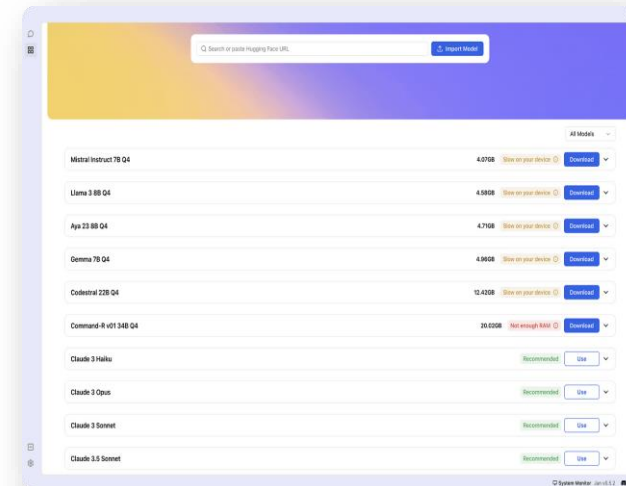 Search or paste Hugging Face URL Import Model
All Models
Mistral Instruct 7B Q4 4.07GB Slow on your device Download
Llama 3 8B Q4 4.58GB Slow on your device Download
Aya 23 8B Q4 4.71GB Slow on your device Download
Gemma 7B Q4 4.96GB Slow on your device Download
Codestral 22B Q4 12.42GB Slow on your device Download
Command-R v01 34B Q4 20.03GB Not enough RAM Download
Claude 3 Haiku Recommended Use
Claude 3 Opus Recommended Use
Claude 3 Sonnet Recommended Use
Claude 3.5 Sonnet Recommended Use
System Monitor Jan